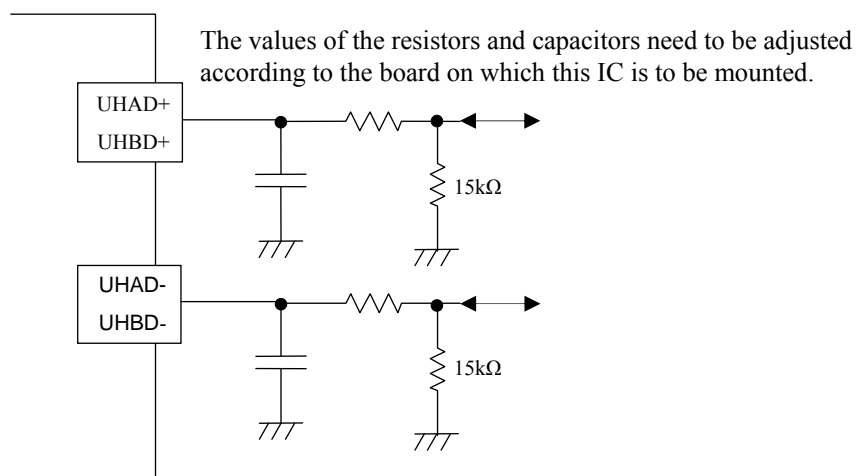 The values of the resistors and capacitors need to be adjusted
according to the board on which this IC is to be mounted.
UHAD+
UHBD+
15kΩ
UHAD-
UHBD-
15kΩ